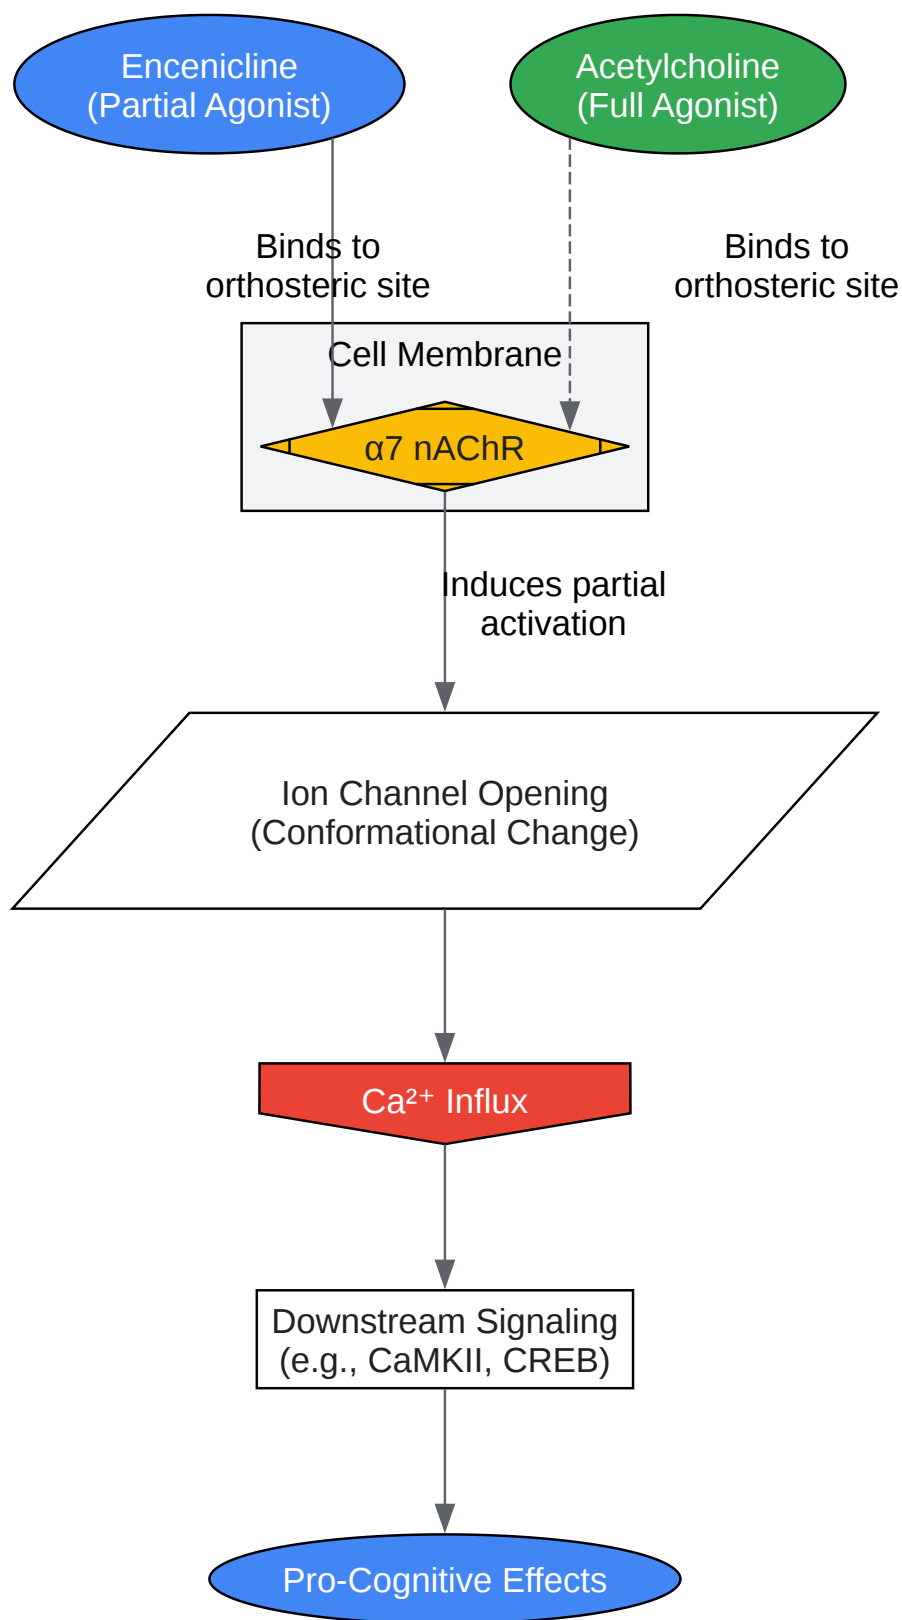 Encenicline
(Partial Agonist)
Acetylcholine
(Full Agonist)
Binds to
orthosteric site
Binds to
orthosteric site
Cell Membrane
α7 nAChR
Induces partial
activation
Ion Channel Opening
(Conformational Change)
Ca²⁺ Influx
Downstream Signaling
(e.g., CaMKII, CREB)
Pro-Cognitive Effects